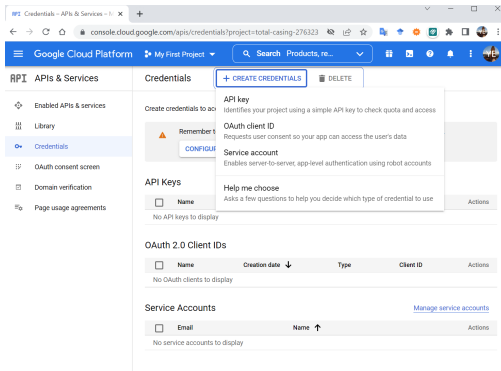 Credentials – APIs & Services – M
console.cloud.google.com/apis/credentials?project=total-casing-276323
Google Cloud Platform
My First Project
Search Products, re...
API APIs & Services
Credentials
+ CREATE CREDENTIALS
DELETE
Enabled APIs & services
Library
Credentials
OAuth consent screen
Domain verification
Page usage agreements
Create credentials to ac
Remember t
CONFIGUR
API key
Identifies your project using a simple API key to check quota and access
OAuth client ID
Requests user consent so your app can access the user's data
Service account
Enables server-to-server, app-level authentication using robot accounts
Help me choose
Asks a few questions to help you decide which type of credential to use
API Keys
Name
Actions
No API keys to display
OAuth 2.0 Client IDs
Name Creation date Type Client ID Actions
No OAuth clients to display
Service Accounts
Manage service accounts
Email Name Actions
No service accounts to display